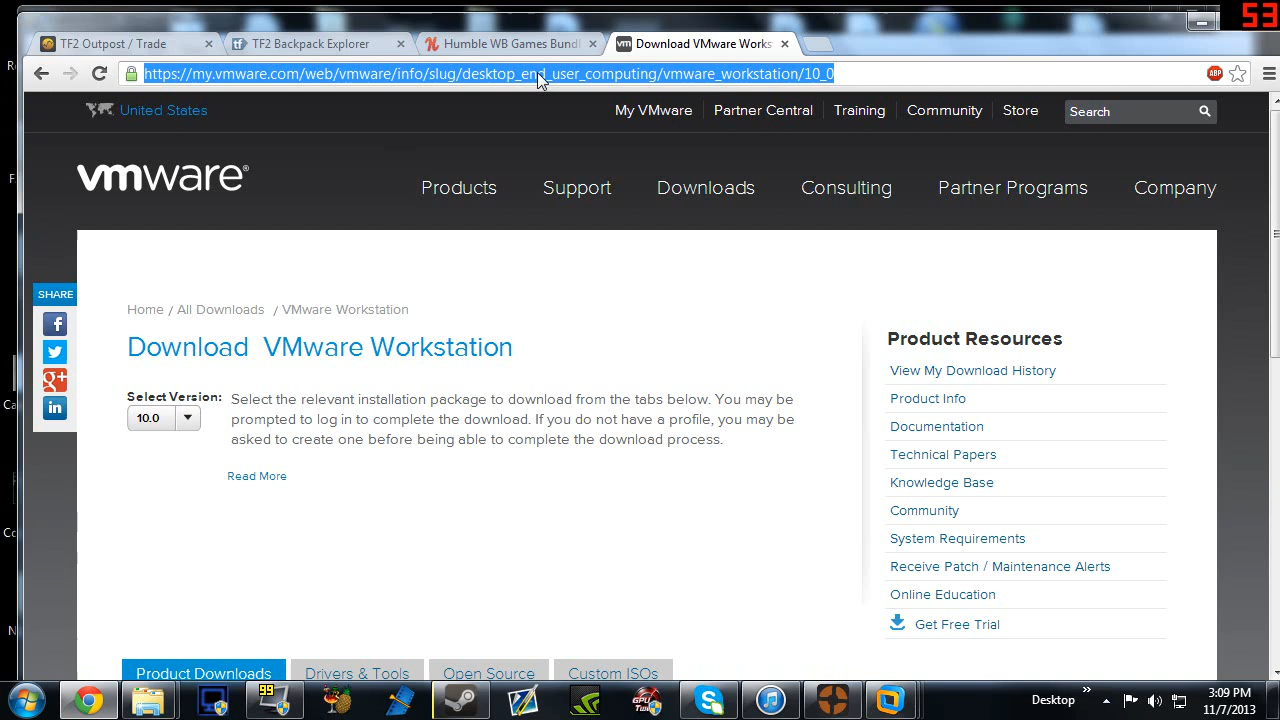 53
TF2 Outpost / Trade
TF2 Backpack Explorer
Humble WB Games Bundl
Download VMware Works
https://my.vmware.com/web/vmware/info/slug/desktop_end_user_computing/vmware_workstation/10_0
ABP
United States
My VMware
Partner Central
Training
Community
Store
Search
vmware®
Products
Support
Downloads
Consulting
Partner Programs
Company
SHARE
Home / All Downloads / VMware Workstation
Download VMware Workstation
Select Version:
10.0
Select the relevant installation package to download from the tabs below. You may be
prompted to log in to complete the download. If you do not have a profile, you may be
asked to create one before being able to complete the download process.
Read More
Product Resources
View My Download History
Product Info
Documentation
Technical Papers
Knowledge Base
Community
System Requirements
Receive Patch / Maintenance Alerts
Online Education
Get Free Trial
Product Downloads
Drivers & Tools
Open Source
Custom ISOs
99
Desktop
3:09 PM
11/7/2013